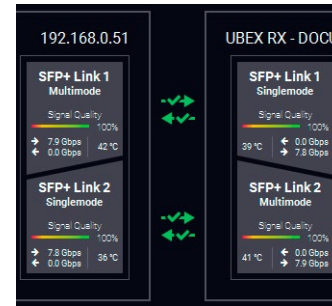 192.168.0.51
SFP+ Link 1
Multimode
Signal Quality
100%
7.9 Gbps
0.0 Gbps
42 °C
SFP+ Link 2
Singlemode
Signal Quality
100%
7.8 Gbps
0.0 Gbps
36 °C
UBEX RX - DOCU
SFP+ Link 1
Singlemode
Signal Quality
100%
39 °C
0.0 Gbps
7.8 Gbps
SFP+ Link 2
Multimode
Signal Quality
100%
41 °C
0.0 Gbps
7.9 Gbps